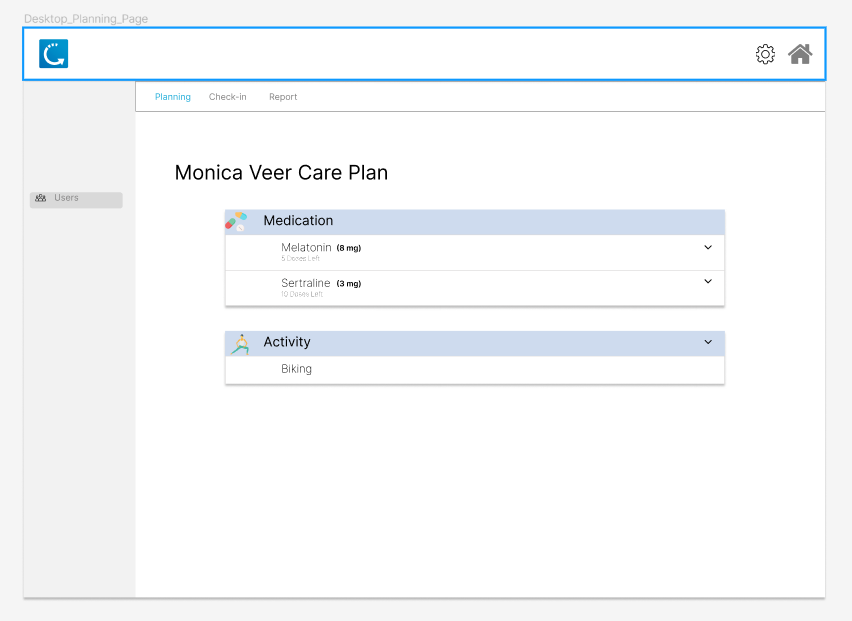 Desktop_Planning_Page
Planning Check-in Report
Users
Monica Veer Care Plan
Medication
Melatonin (8 mg)
5 Doses Left
Sertraline (3 mg)
10 Doses Left
Activity
Biking